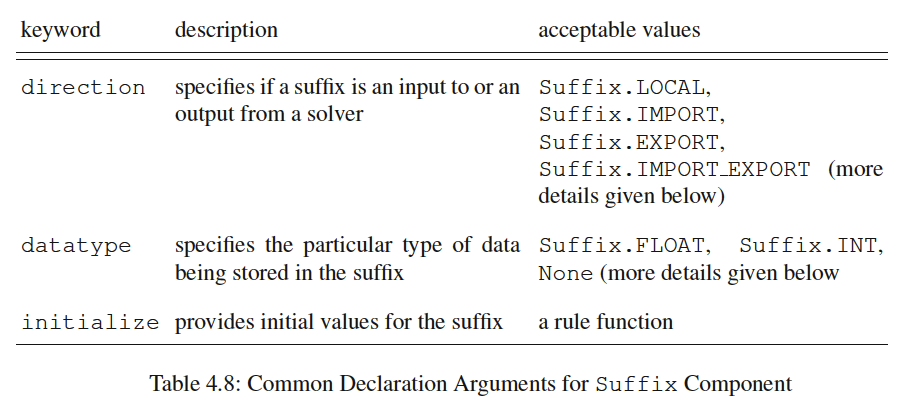 keyword description acceptable values
direction specifies if a suffix is an input to or an Suffix.LOCAL,
output from a solver Suffix.IMPORT,
Suffix.EXPORT,
Suffix.IMPORT_EXPORT (more
details given below)
datatype specifies the particular type of data Suffix.FLOAT, Suffix.INT,
being stored in the suffix None (more details given below
initialize provides initial values for the suffix a rule function
Table 4.8: Common Declaration Arguments for Suffix Component